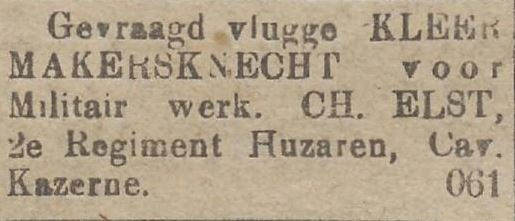 Gevraagd vlugge KLEER
MAKERSKNECHT voor
Militair werk. CH. ELST,
2e Regiment Huzaren, Cav.
Kazerne. 061